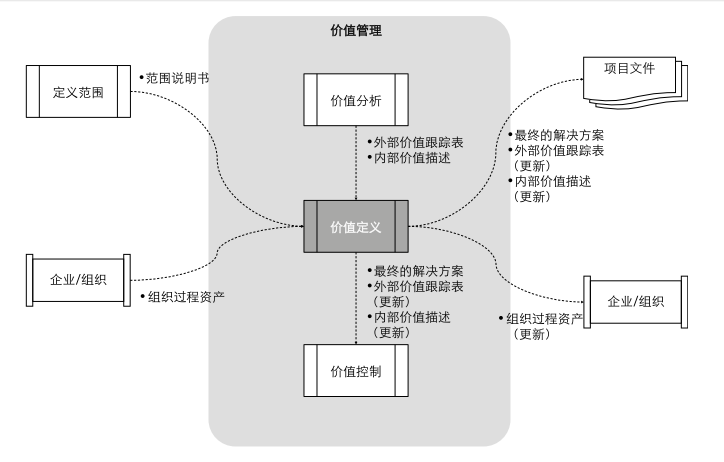 价值管理
定义范围
•范围说明书
价值分析
项目文件
•外部价值跟踪表
•内部价值描述
•最终的解决方案
•外部价值跟踪表
（更新）
•内部价值描述
（更新）
价值定义
企业/组织
•组织过程资产
•最终的解决方案
•外部价值跟踪表
（更新）
•内部价值描述
（更新）
企业/组织
•组织过程资产
（更新）
价值控制